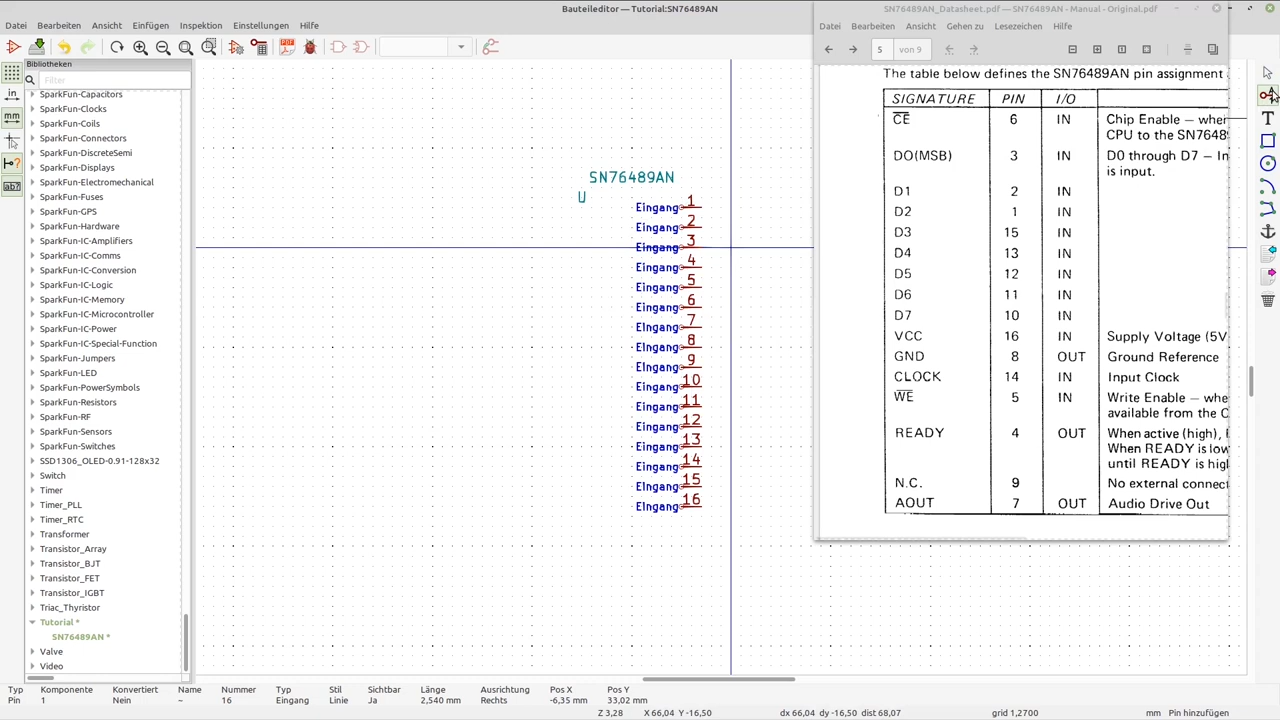 Bauteileditor — Tutorial:SN76489AN
Datei Bearbeiten Ansicht Einfügen Inspektion Einstellungen Hilfe
Bibliotheken
Filter
SparkFun-Capacitors
SparkFun-Clocks
SparkFun-Coils
SparkFun-Connectors
SparkFun-DiscreteSemi
SparkFun-Displays
SparkFun-Electromechanical
SparkFun-Fuses
SparkFun-GPS
SparkFun-Hardware
SparkFun-IC-Amplifiers
SparkFun-IC-Comms
SparkFun-IC-Conversion
SparkFun-IC-Logic
SparkFun-IC-Memory
SparkFun-IC-Microcontroller
SparkFun-IC-Power
SparkFun-IC-Special-Function
SparkFun-Jumpers
SparkFun-LED
SparkFun-PowerSymbols
SparkFun-Resistors
SparkFun-RF
SparkFun-Sensors
SparkFun-Switches
SSD1306_OLED-0.91-128x32
Switch
Timer
Timer_PLL
Timer_RTC
Transformer
Transistor_Array
Transistor_BJT
Transistor_FET
Transistor_IGBT
Triac_Thyristor
Tutorial *
SN76489AN *
Valve
Video
SN76489AN
U
Eingang 1
Eingang 2
Eingang 3
Eingang 4
Eingang 5
Eingang 6
Eingang 7
Eingang 8
Eingang 9
Eingang 10
Eingang 11
Eingang 12
Eingang 13
Eingang 14
Eingang 15
Eingang 16
SN76489AN_Datasheet.pdf — SN76489AN - Manual - Original.pdf
Datei Bearbeiten Ansicht Gehen zu Lesezeichen Hilfe
5 von 9
The table below defines the SN76489AN pin assignment
SIGNATURE PIN I/O
CE 6 IN Chip Enable — when
CPU to the SN7648
DO(MSB) 3 IN D0 through D7 — In
is input.
D1 2 IN
D2 1 IN
D3 15 IN
D4 13 IN
D5 12 IN
D6 11 IN
D7 10 IN
VCC 16 IN Supply Voltage (5V
GND 8 OUT Ground Reference
CLOCK 14 IN Input Clock
WE 5 IN Write Enable — whe
available from the C
READY 4 OUT When active (high),
When READY is low
until READY is hig
N.C. 9 No external connec
AOUT 7 OUT Audio Drive Out
Typ Komponente Konvertiert Name Nummer Typ Stil Sichtbar Länge Ausrichtung Pos X Pos Y
Pin 1 Nein ~ 16 Eingang Linie Ja 2,540 mm Rechts -6,35 mm 33,02 mm
Z 3,28 X 66,04 Y -16,50 dx 66,04 dy -16,50 dist 68,07 grid 1,2700 mm Pin hinzufügen